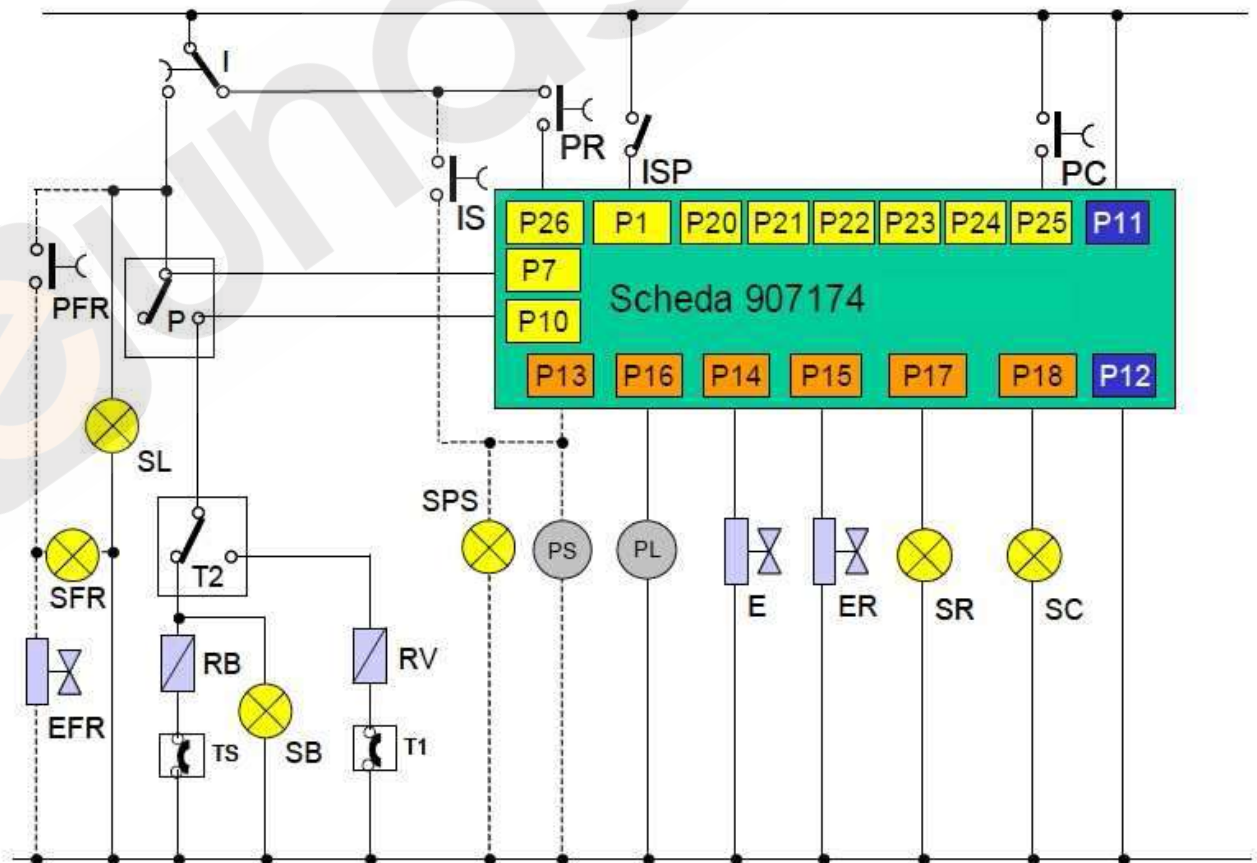 I
PR
ISP
PC
IS
P26 P1 P20 P21 P22 P23 P24 P25 P11
P7
Scheda 907174
PFR
P
P10
P13 P16 P14 P15 P17 P18 P12
SL
SPS
PS
PL
T2
SFR
E
ER
SR
SC
RB
RV
EFR
TS
SB
T1